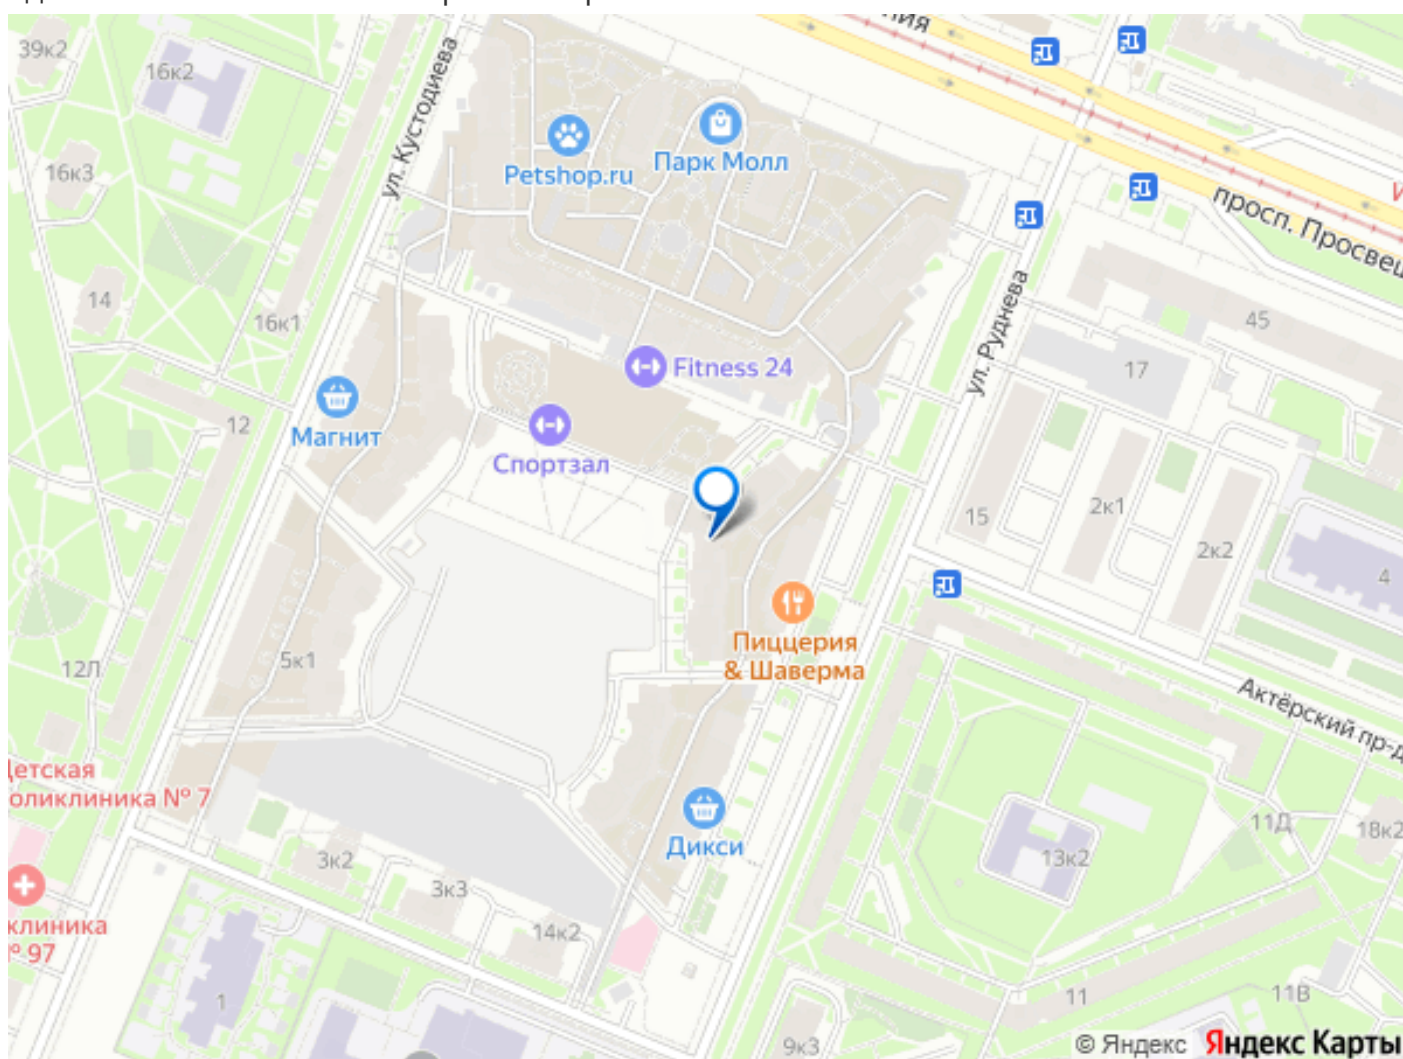 39к2
16к2
ул. Кустодиева
16к3
Petshop.ru
Парк Молл
просп. Просвещ
14
16к1
ул. Руднева
45
17
Fitness 24
12
Магнит
Спортзал
15
2к1
2к2
4
Пиццерия
& Шаверма
5к1
12Л
Актёрский пр-д
Детская
оликлиника № 7
Дикси
11Д
18к2
13к2
3к2
3к3
14к2
клиника
№ 97
1
11
11В
9к3
© Яндекс Яндекс Карты